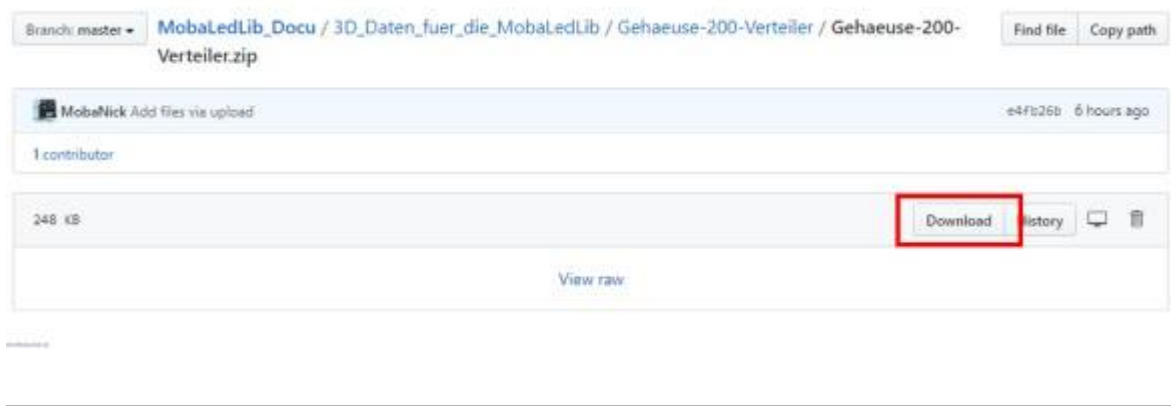 Branch: master
MobaLedLib_Docu / 3D_Daten_fuer_die_MobaLedLib / Gehaeuse-200-Verteiler / Gehaeuse-200-
Verteiler.zip
Find file
Copy path
MobaNick Add files via upload
e4fb26b 6 hours ago
1 contributor
248 KB
Download
History
View raw